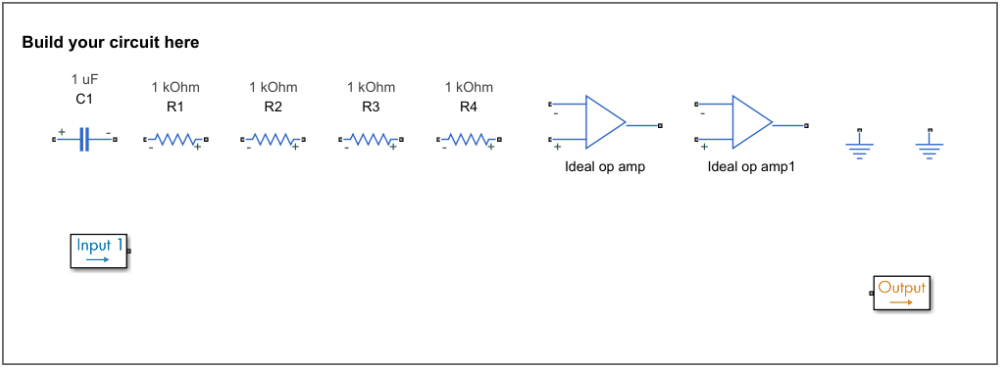 Build your circuit here
1 uF
C1
1 kOhm
R1
1 kOhm
R2
1 kOhm
R3
1 kOhm
R4
+ -
- +
- +
- +
- +
-
+
Ideal op amp
-
+
Ideal op amp1
Input 1
Output